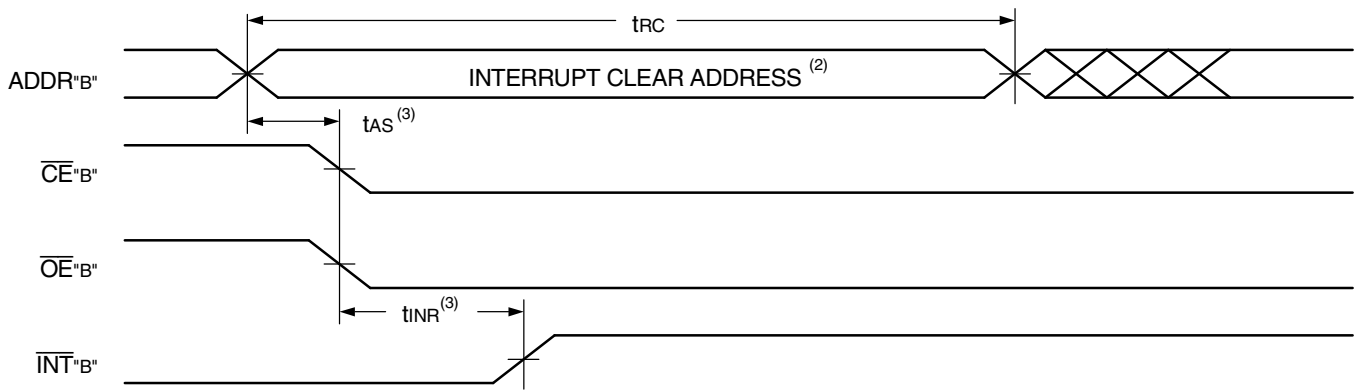 tRC
ADDR"B"
INTERRUPT CLEAR ADDRESS (2)
tAS (3)
CE"B"
OE"B"
tINR (3)
INT"B"